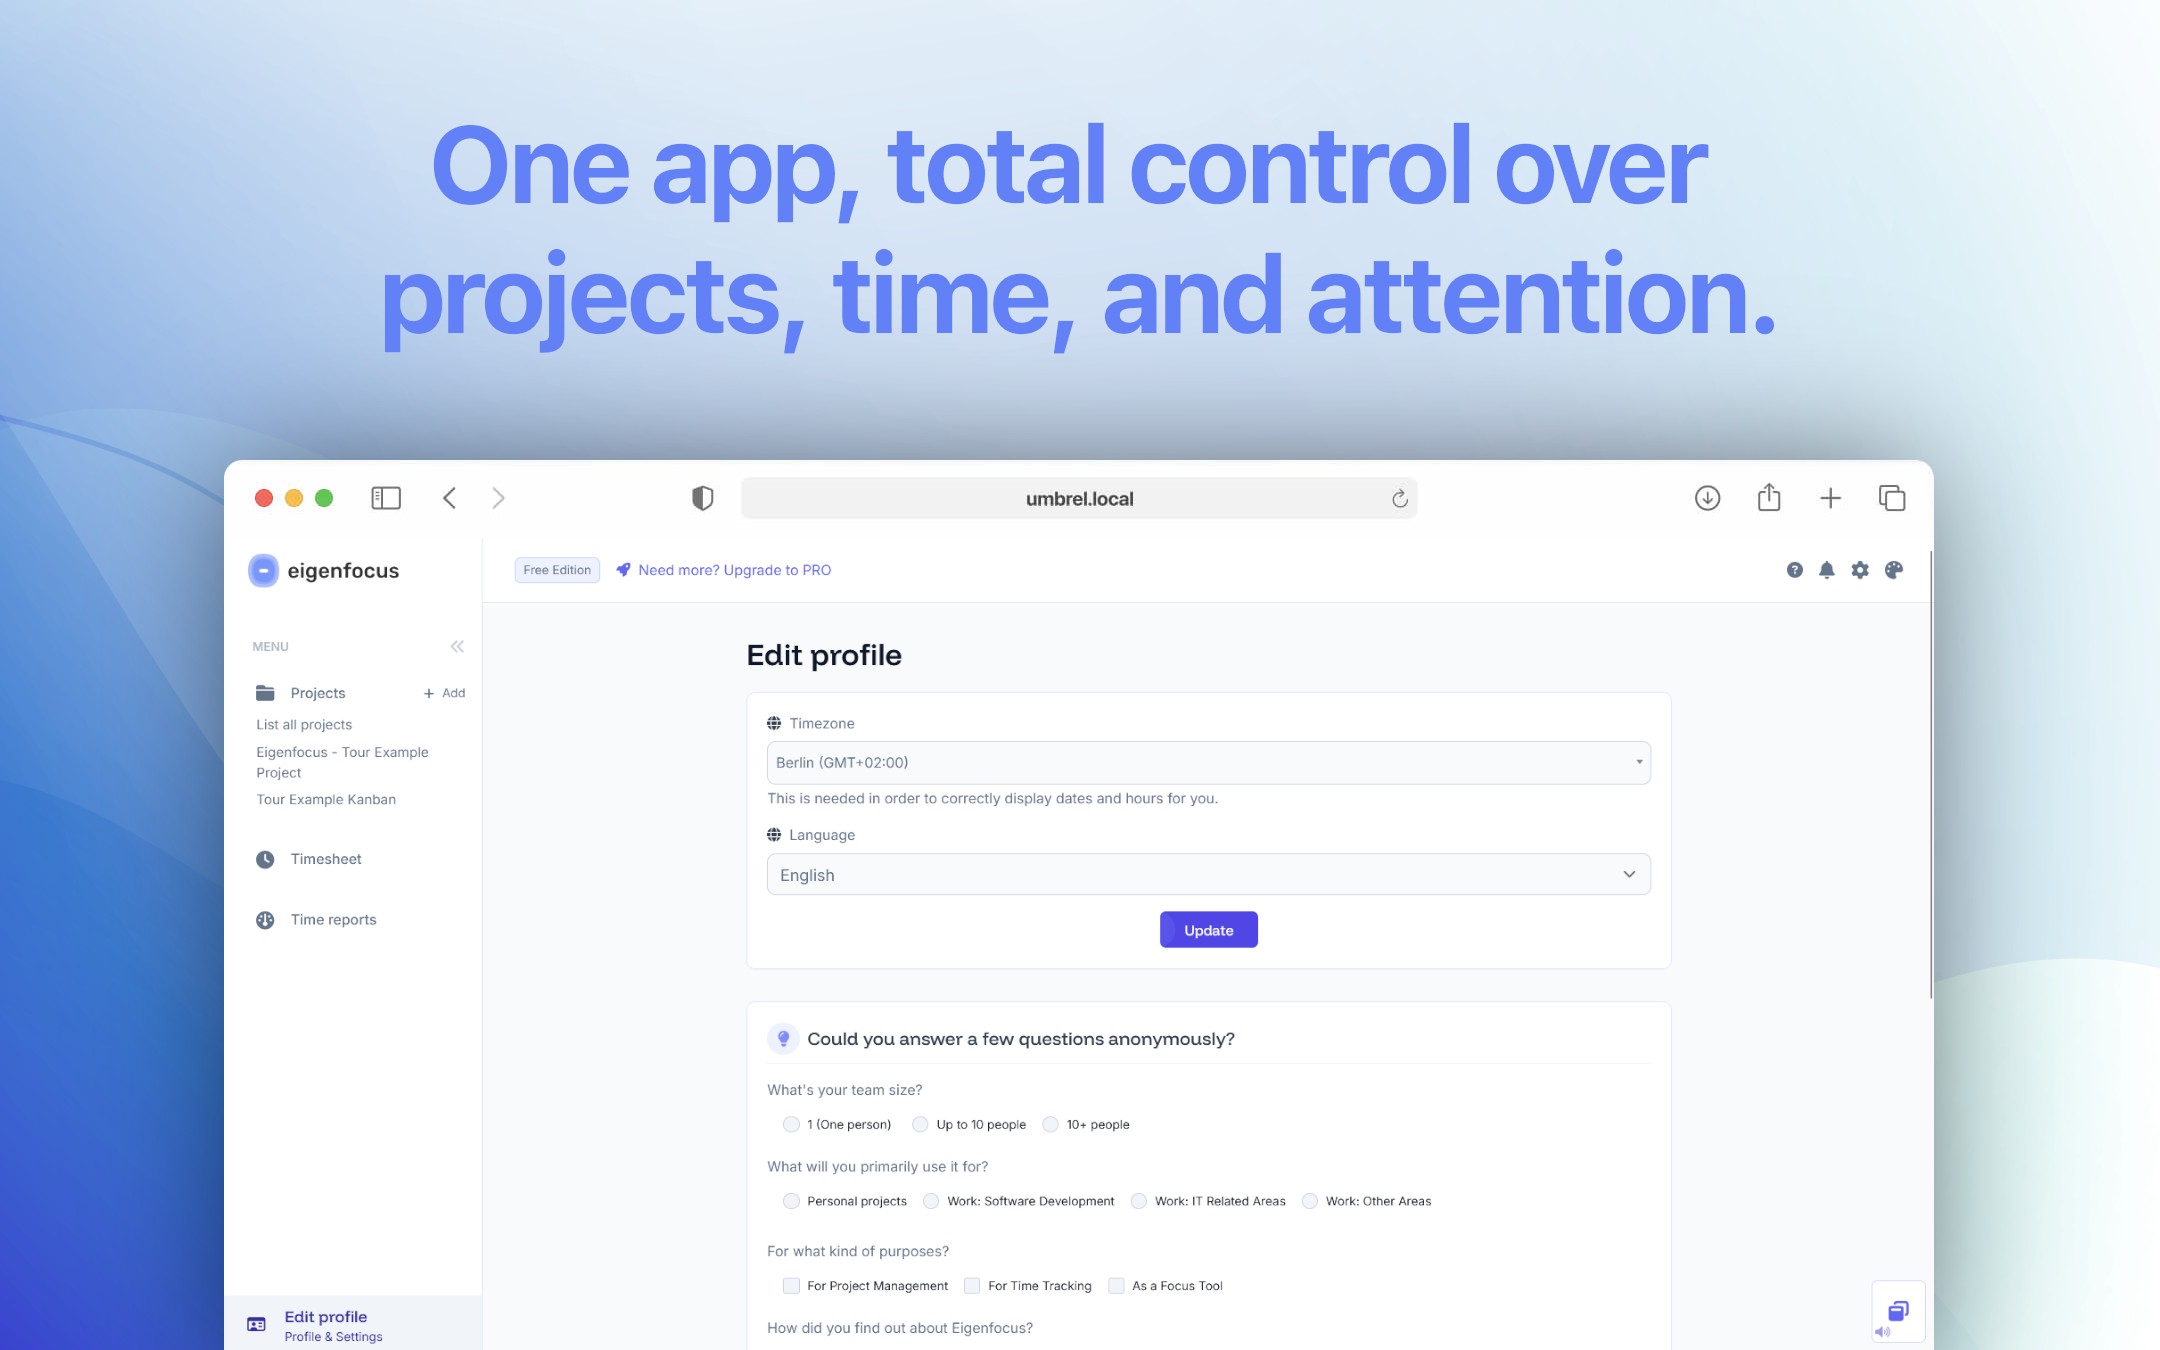 One app, total control over
projects, time, and attention.
umbrel.local
eigenfocus
Free Edition
Need more? Upgrade to PRO
MENU
Projects
+ Add
List all projects
Eigenfocus - Tour Example
Project
Tour Example Kanban
Timesheet
Time reports
Edit profile
Profile & Settings
Edit profile
Timezone
Berlin (GMT+02:00)
This is needed in order to correctly display dates and hours for you.
Language
English
Update
Could you answer a few questions anonymously?
What's your team size?
1 (One person) Up to 10 people 10+ people
What will you primarily use it for?
Personal projects Work: Software Development Work: IT Related Areas Work: Other Areas
For what kind of purposes?
For Project Management For Time Tracking As a Focus Tool
How did you find out about Eigenfocus?